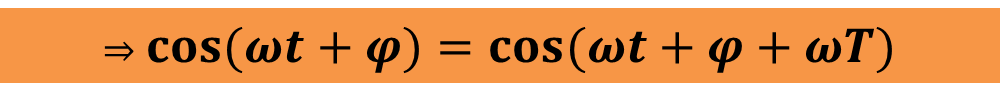 ⇒ cos(ωt + φ) = cos(ωt + φ + ωT)